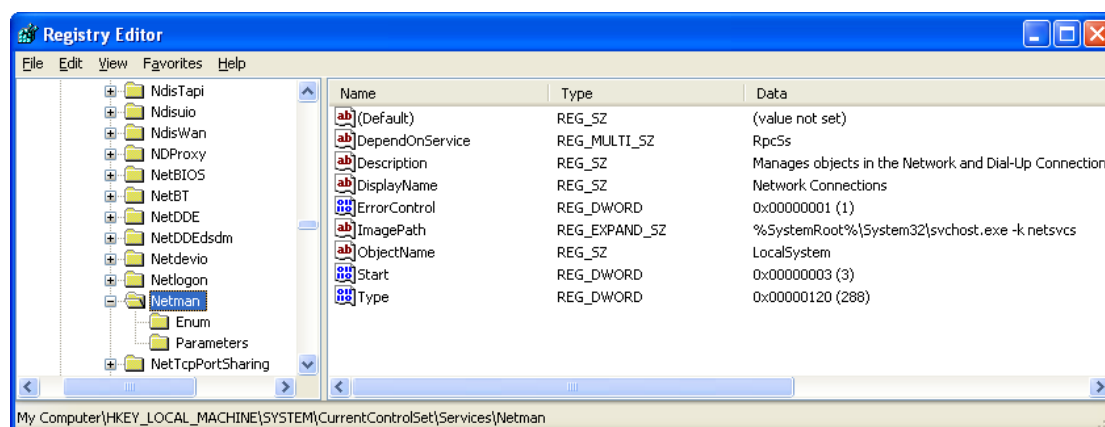 Registry Editor
File Edit View Favorites Help
NdisTapi
Ndisuio
NdisWan
NDProxy
NetBIOS
NetBT
NetDDE
NetDDEdsdm
Netdevio
Netlogon
Netman
Enum
Parameters
NetTcpPortSharing
Name Type Data
(Default) REG_SZ (value not set)
DependOnService REG_MULTI_SZ RpcSs
Description REG_SZ Manages objects in the Network and Dial-Up Connection
DisplayName REG_SZ Network Connections
ErrorControl REG_DWORD 0x00000001 (1)
ImagePath REG_EXPAND_SZ %SystemRoot%\System32\svchost.exe -k netsvcs
ObjectName REG_SZ LocalSystem
Start REG_DWORD 0x00000003 (3)
Type REG_DWORD 0x00000120 (288)
My Computer\HKEY_LOCAL_MACHINE\SYSTEM\CurrentControlSet\Services\Netman